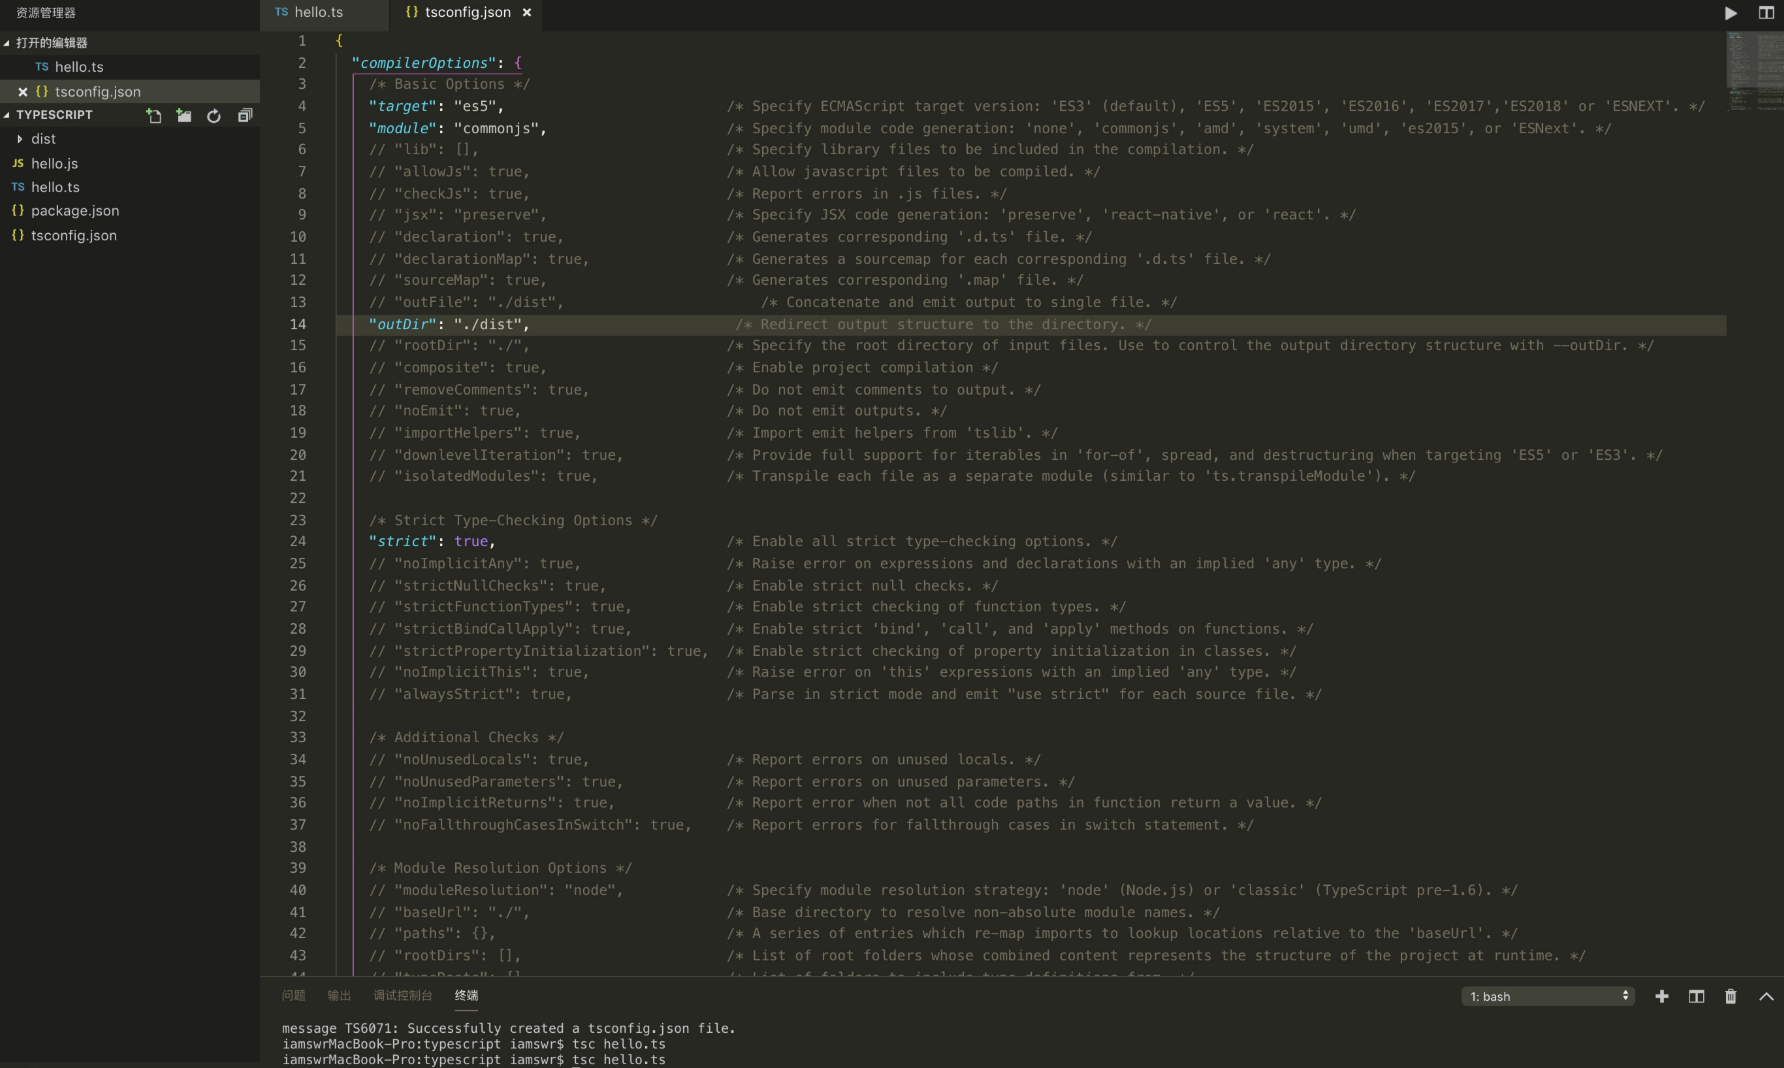 资源管理器
打开的编辑器
TS hello.ts
{} tsconfig.json
TYPESCRIPT
dist
JS hello.js
TS hello.ts
{} package.json
{} tsconfig.json
TS hello.ts {} tsconfig.json
1 {
2 "compilerOptions": {
3 /* Basic Options */
4 "target": "es5", /* Specify ECMAScript target version: 'ES3' (default), 'ES5', 'ES2015', 'ES2016', 'ES2017','ES2018' or 'ESNEXT'. */
5 "module": "commonjs", /* Specify module code generation: 'none', 'commonjs', 'amd', 'system', 'umd', 'es2015', or 'ESNext'. */
6 // "lib": [], /* Specify library files to be included in the compilation. */
7 // "allowJs": true, /* Allow javascript files to be compiled. */
8 // "checkJs": true, /* Report errors in .js files. */
9 // "jsx": "preserve", /* Specify JSX code generation: 'preserve', 'react-native', or 'react'. */
10 // "declaration": true, /* Generates corresponding '.d.ts' file. */
11 // "declarationMap": true, /* Generates a sourcemap for each corresponding '.d.ts' file. */
12 // "sourceMap": true, /* Generates corresponding '.map' file. */
13 // "outFile": "./dist", /* Concatenate and emit output to single file. */
14 "outDir": "./dist", /* Redirect output structure to the directory. */
15 // "rootDir": "./", /* Specify the root directory of input files. Use to control the output directory structure with --outDir. */
16 // "composite": true, /* Enable project compilation */
17 // "removeComments": true, /* Do not emit comments to output. */
18 // "noEmit": true, /* Do not emit outputs. */
19 // "importHelpers": true, /* Import emit helpers from 'tslib'. */
20 // "downlevelIteration": true, /* Provide full support for iterables in 'for-of', spread, and destructuring when targeting 'ES5' or 'ES3'. */
21 // "isolatedModules": true, /* Transpile each file as a separate module (similar to 'ts.transpileModule'). */
22
23 /* Strict Type-Checking Options */
24 "strict": true, /* Enable all strict type-checking options. */
25 // "noImplicitAny": true, /* Raise error on expressions and declarations with an implied 'any' type. */
26 // "strictNullChecks": true, /* Enable strict null checks. */
27 // "strictFunctionTypes": true, /* Enable strict checking of function types. */
28 // "strictBindCallApply": true, /* Enable strict 'bind', 'call', and 'apply' methods on functions. */
29 // "strictPropertyInitialization": true, /* Enable strict checking of property initialization in classes. */
30 // "noImplicitThis": true, /* Raise error on 'this' expressions with an implied 'any' type. */
31 // "alwaysStrict": true, /* Parse in strict mode and emit "use strict" for each source file. */
32
33 /* Additional Checks */
34 // "noUnusedLocals": true, /* Report errors on unused locals. */
35 // "noUnusedParameters": true, /* Report errors on unused parameters. */
36 // "noImplicitReturns": true, /* Report error when not all code paths in function return a value. */
37 // "noFallthroughCasesInSwitch": true, /* Report errors for fallthrough cases in switch statement. */
38
39 /* Module Resolution Options */
40 // "moduleResolution": "node", /* Specify module resolution strategy: 'node' (Node.js) or 'classic' (TypeScript pre-1.6). */
41 // "baseUrl": "./", /* Base directory to resolve non-absolute module names. */
42 // "paths": {}, /* A series of entries which re-map imports to lookup locations relative to the 'baseUrl'. */
43 // "rootDirs": [], /* List of root folders whose combined content represents the structure of the project at runtime. */
问题 输出 调试控制台 终端 1: bash
message TS6071: Successfully created a tsconfig.json file.
iamswrMacBook-Pro:typescript iamswr$ tsc hello.ts
iamswrMacBook-Pro:typescript iamswr$ tsc hello.ts